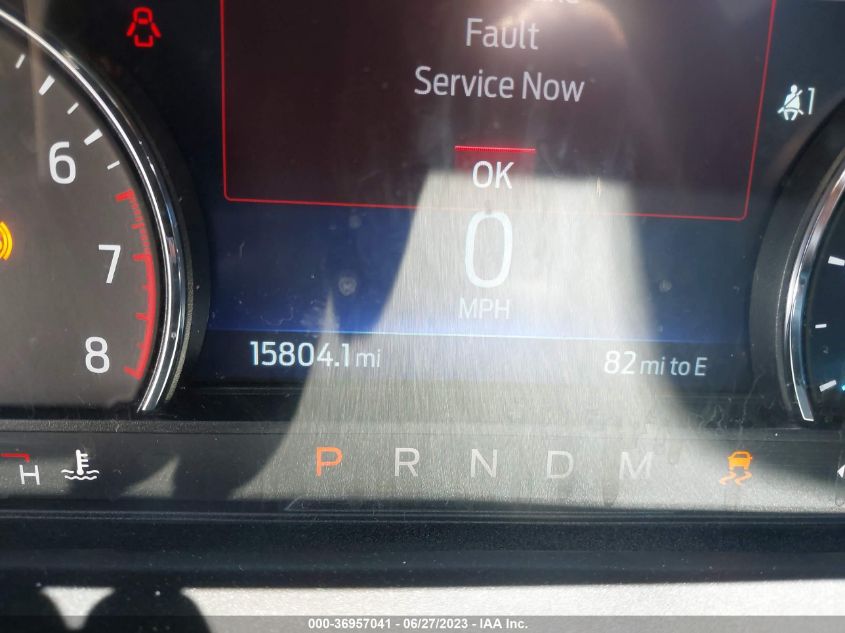 Fault
Service Now
1
OK
6
0
7
MPH
8
15804.1 mi
82 mi to E
H
P R N D M
000-36957041 - 06/27/2023 - IAA Inc.